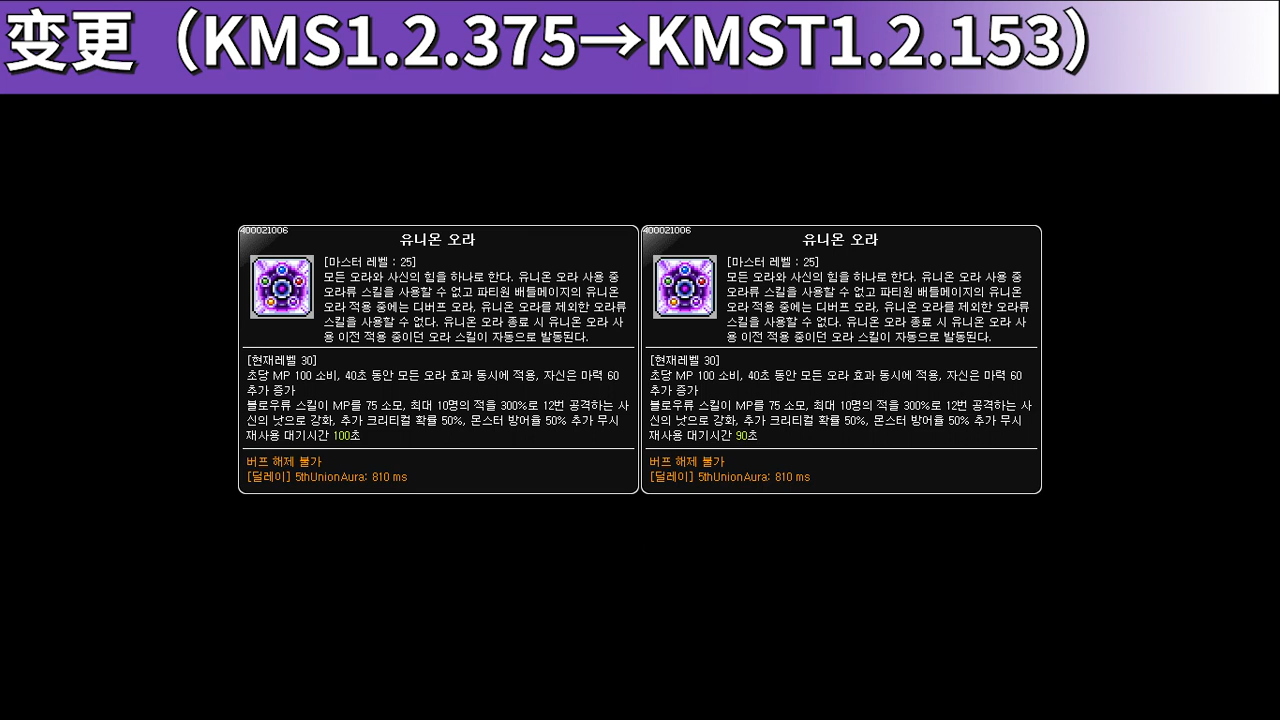 变更（KMS1.2.375→KMST1.2.153）
400021006
유니온 오라
[마스터 레벨 : 25]
모든 오라와 사신의 힘을 하나로 한다. 유니온 오라 사용 중
오라류 스킬을 사용할 수 없고 파티원 배틀메이지의 유니온
오라 적용 중에는 디버프 오라, 유니온 오라를 제외한 오라류
스킬을 사용할 수 없다. 유니온 오라 종료 시 유니온 오라 사
용 이전 적용 중이던 오라 스킬이 자동으로 발동된다.
[현재레벨 30]
초당 MP 100 소비, 40초 동안 모든 오라 효과 동시에 적용, 자신은 마력 60
추가 증가
블로우류 스킬이 MP를 75 소모, 최대 10명의 적을 300%로 12번 공격하는 사
신의 낫으로 강화, 추가 크리티컬 확률 50%, 몬스터 방어율 50% 추가 무시
재사용 대기시간 100초
버프 해제 불가
[딜레이] 5thUnionAura: 810 ms
400021006
유니온 오라
[마스터 레벨 : 25]
모든 오라와 사신의 힘을 하나로 한다. 유니온 오라 사용 중
오라류 스킬을 사용할 수 없고 파티원 배틀메이지의 유니온
오라 적용 중에는 디버프 오라, 유니온 오라를 제외한 오라류
스킬을 사용할 수 없다. 유니온 오라 종료 시 유니온 오라 사
용 이전 적용 중이던 오라 스킬이 자동으로 발동된다.
[현재레벨 30]
초당 MP 100 소비, 40초 동안 모든 오라 효과 동시에 적용, 자신은 마력 60
추가 증가
블로우류 스킬이 MP를 75 소모, 최대 10명의 적을 300%로 12번 공격하는 사
신의 낫으로 강화, 추가 크리티컬 확률 50%, 몬스터 방어율 50% 추가 무시
재사용 대기시간 90초
버프 해제 불가
[딜레이] 5thUnionAura: 810 ms